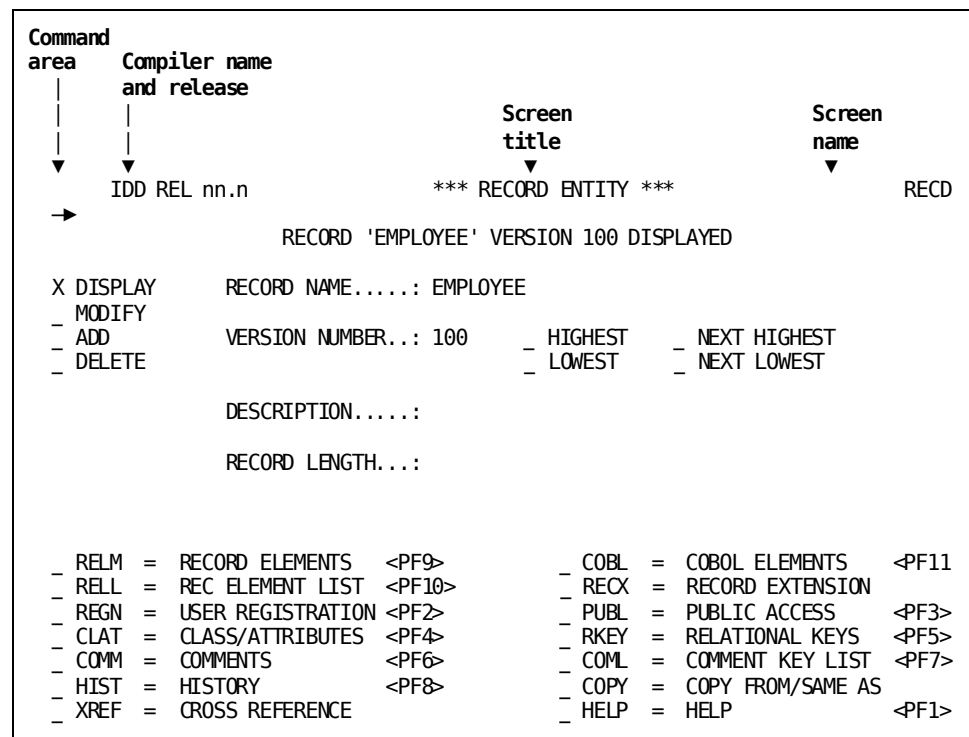 Command
area Compiler name
and release
Screen Screen
title name
IDD REL nn.n *** RECORD ENTITY *** RECD
RECORD 'EMPLOYEE' VERSION 100 DISPLAYED
X DISPLAY RECORD NAME.....: EMPLOYEE
_ MODIFY
_ ADD VERSION NUMBER..: 100 _ HIGHEST _ NEXT HIGHEST
_ DELETE _ LOWEST _ NEXT LOWEST
DESCRIPTION.....:
RECORD LENGTH...:
_ RELM = RECORD ELEMENTS <PF9> _ COBL = COBOL ELEMENTS <PF11
_ RELL = REC ELEMENT LIST <PF10> _ RECX = RECORD EXTENSION
_ REGN = USER REGISTRATION <PF2> _ PUBL = PUBLIC ACCESS <PF3>
_ CLAT = CLASS/ATTRIBUTES <PF4> _ RKEY = RELATIONAL KEYS <PF5>
_ COMM = COMMENTS <PF6> _ COML = COMMENT KEY LIST <PF7>
_ HIST = HISTORY <PF8> _ COPY = COPY FROM/SAME AS
_ XREF = CROSS REFERENCE _ HELP = HELP <PF1>